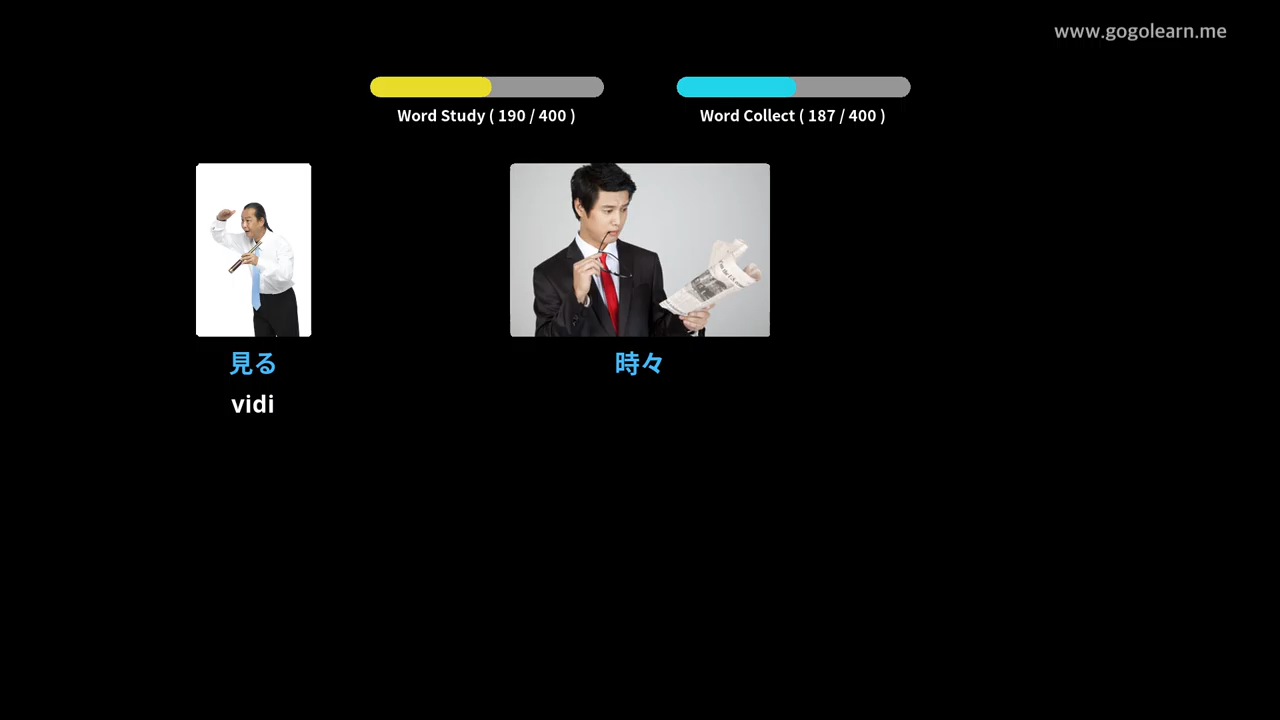 www.gogolearn.me
Word Study ( 190 / 400 )
Word Collect ( 187 / 400 )
見る
時々
vidi